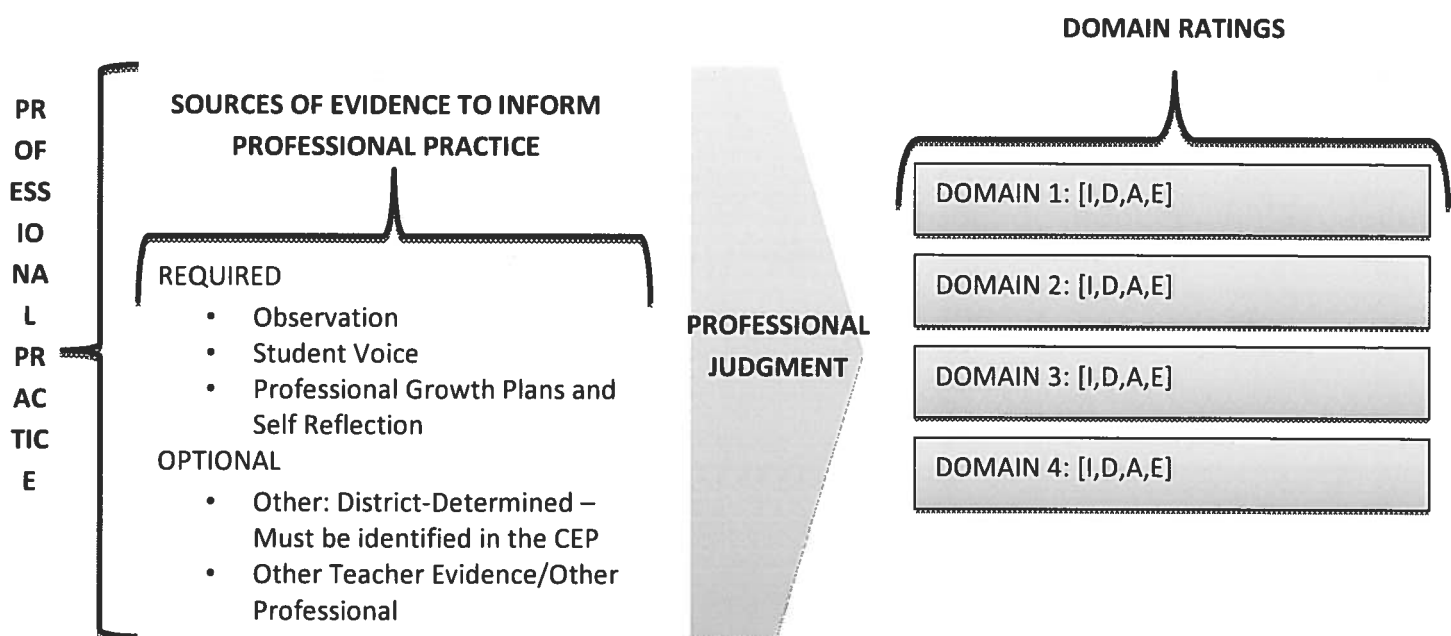 DOMAIN RATINGS
PR
OF
ESS
IO
NA
L
PR
AC
TIC
E
SOURCES OF EVIDENCE TO INFORM
PROFESSIONAL PRACTICE
REQUIRED
• Observation
• Student Voice
• Professional Growth Plans and
Self Reflection
OPTIONAL
• Other: District-Determined –
Must be identified in the CEP
• Other Teacher Evidence/Other
Professional
PROFESSIONAL
JUDGMENT
DOMAIN 1: [I,D,A,E]
DOMAIN 2: [I,D,A,E]
DOMAIN 3: [I,D,A,E]
DOMAIN 4: [I,D,A,E]